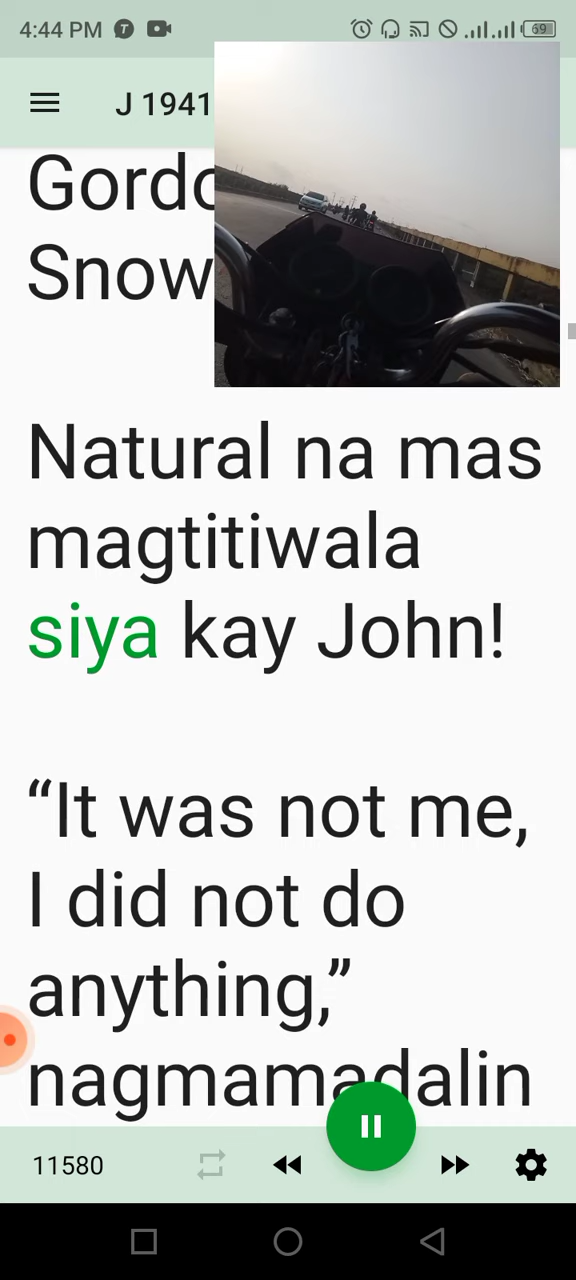 4:44 PM
69
J 1941
Gordo
Snow
Natural na mas
magtitiwala
siya kay John!
“It was not me,
I did not do
anything,”
nagmamadalin
11580